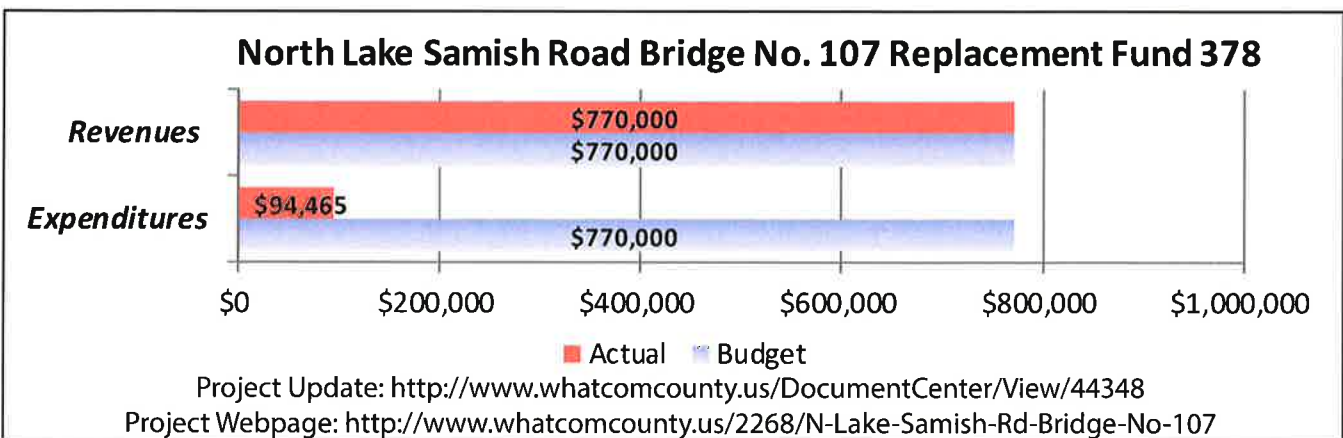 North Lake Samish Road Bridge No. 107 Replacement Fund 378
Revenues
$770,000
$770,000
Expenditures
$94,465
$770,000
$0 $200,000 $400,000 $600,000 $800,000 $1,000,000
Actual Budget
Project Update: http://www.whatcomcounty.us/DocumentCenter/View/44348
Project Webpage: http://www.whatcomcounty.us/2268/N-Lake-Samish-Rd-Bridge-No-107